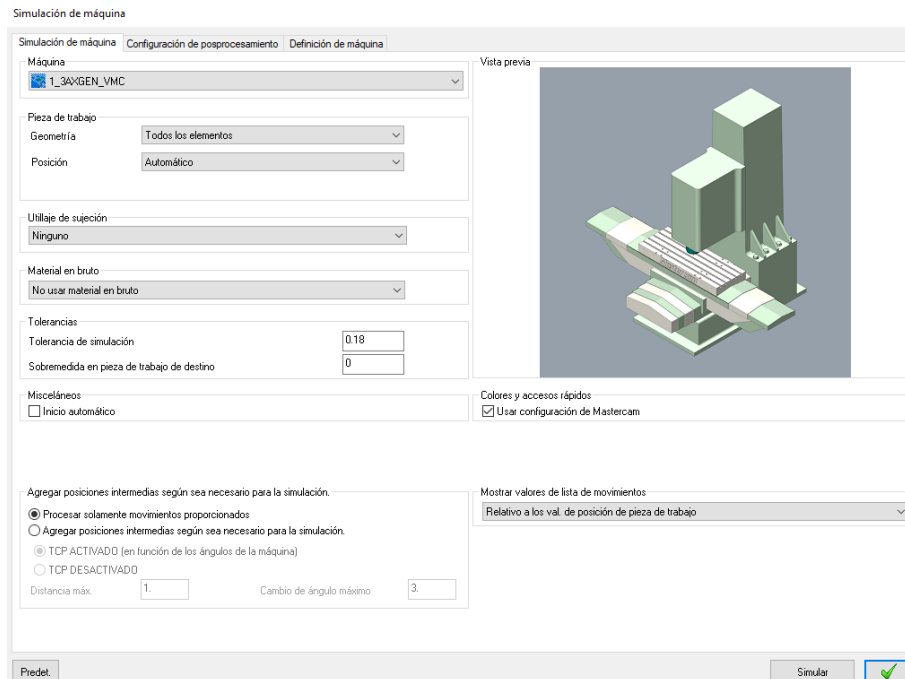 Simulación de máquina
Simulación de máquina Configuración de posprocesamiento Definición de máquina
Máquina
1_3AXGEN_VMC
Vista previa
Pieza de trabajo
Geometría Todos los elementos
Posición Automático
Utillaje de sujeción
Ninguno
Material en bruto
No usar material en bruto
Tolerancias
Tolerancia de simulación 0.18
Sobremedida en pieza de trabajo de destino 0
Misceláneos
Inicio automático
Colores y accesos rápidos
Usar configuración de Mastercam
Agregar posiciones intermedias según sea necesario para la simulación.
Procesar solamente movimientos proporcionados
Agregar posiciones intermedias según sea necesario para la simulación.
TCP ACTIVADO (en función de los ángulos de la máquina)
TCP DESACTIVADO
Distancia máx. 1. Cambio de ángulo máximo 3.
Mostrar valores de lista de movimientos
Relativo a los val. de posición de pieza de trabajo
Predet. Simular